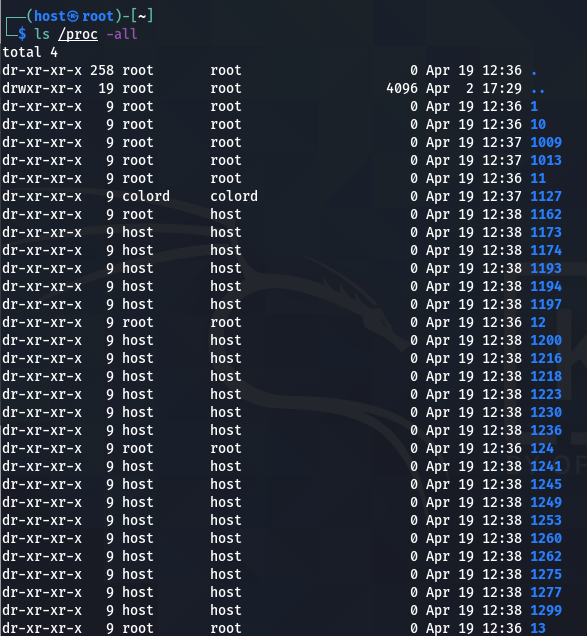 ┌──(host㉿root)-[~]
└─$ ls /proc -all
total 4
dr-xr-xr-x 258 root       root                  0 Apr 19 12:36 .
drwxr-xr-x  19 root       root               4096 Apr  2 17:29 ..
dr-xr-xr-x   9 root       root                  0 Apr 19 12:36 1
dr-xr-xr-x   9 root       root                  0 Apr 19 12:36 10
dr-xr-xr-x   9 root       root                  0 Apr 19 12:37 1009
dr-xr-xr-x   9 root       root                  0 Apr 19 12:37 1013
dr-xr-xr-x   9 root       root                  0 Apr 19 12:36 11
dr-xr-xr-x   9 colord     colord                0 Apr 19 12:37 1127
dr-xr-xr-x   9 root       host                  0 Apr 19 12:38 1162
dr-xr-xr-x   9 host       host                  0 Apr 19 12:38 1173
dr-xr-xr-x   9 host       host                  0 Apr 19 12:38 1174
dr-xr-xr-x   9 host       host                  0 Apr 19 12:38 1193
dr-xr-xr-x   9 host       host                  0 Apr 19 12:38 1194
dr-xr-xr-x   9 host       host                  0 Apr 19 12:38 1197
dr-xr-xr-x   9 root       root                  0 Apr 19 12:36 12
dr-xr-xr-x   9 host       host                  0 Apr 19 12:38 1200
dr-xr-xr-x   9 host       host                  0 Apr 19 12:38 1216
dr-xr-xr-x   9 host       host                  0 Apr 19 12:38 1218
dr-xr-xr-x   9 host       host                  0 Apr 19 12:38 1223
dr-xr-xr-x   9 host       host                  0 Apr 19 12:38 1230
dr-xr-xr-x   9 host       host                  0 Apr 19 12:38 1236
dr-xr-xr-x   9 root       root                  0 Apr 19 12:36 124
dr-xr-xr-x   9 host       host                  0 Apr 19 12:38 1241
dr-xr-xr-x   9 host       host                  0 Apr 19 12:38 1245
dr-xr-xr-x   9 host       host                  0 Apr 19 12:38 1249
dr-xr-xr-x   9 host       host                  0 Apr 19 12:38 1253
dr-xr-xr-x   9 host       host                  0 Apr 19 12:38 1260
dr-xr-xr-x   9 host       host                  0 Apr 19 12:38 1262
dr-xr-xr-x   9 host       host                  0 Apr 19 12:38 1275
dr-xr-xr-x   9 host       host                  0 Apr 19 12:38 1277
dr-xr-xr-x   9 host       host                  0 Apr 19 12:38 1299
dr-xr-xr-x   9 root       root                  0 Apr 19 12:36 13